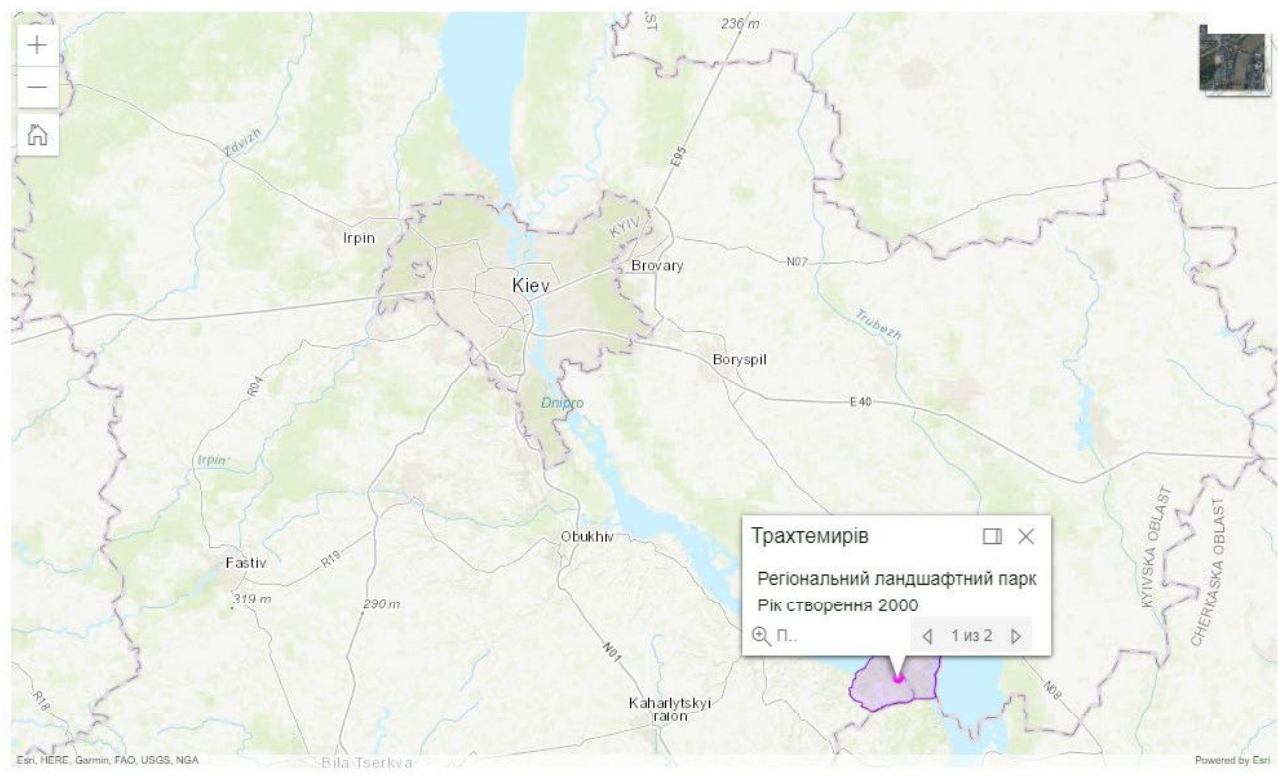 236 m
AST
Zdvizh
E95
Irpin
KYIV
Brovary
N07
Kiev
Trubezh
Boryspil
R04
Dnipro
E40
Irpin'
Obukhiv
KYIVSKA OBLAST
CHERKASKA OBLAST
Fastiv
R19
319 m
290 m
Трахтемирів
Регіональний ландшафтний парк
Рік створення 2000
П..
1 из 2
N01
R18
Kaharlytskyi
raion
N08
Esri, HERE, Garmin, FAO, USGS, NGA
Bila Tserkva
Powered by Esri